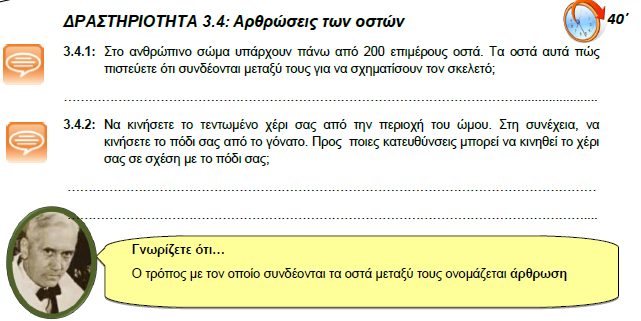 ΔΡΑΣΤΗΡΙΟΤΗΤΑ 3.4: Αρθρώσεις των οστών
40΄
3.4.1: Στο ανθρώπινο σώμα υπάρχουν πάνω από 200 επιμέρους οστά. Τα οστά αυτά πώς
πιστεύετε ότι συνδέονται μεταξύ τους για να σχηματίσουν τον σκελετό;
3.4.2: Να κινήσετε το τεντωμένο χέρι σας από την περιοχή του ώμου. Στη συνέχεια, να
κινήσετε το πόδι σας από το γόνατο. Προς ποιες κατευθύνσεις μπορεί να κινηθεί το χέρι
σας σε σχέση με το πόδι σας;
Γνωρίζετε ότι…
Ο τρόπος με τον οποίο συνδέονται τα οστά μεταξύ τους ονομάζεται άρθρωση